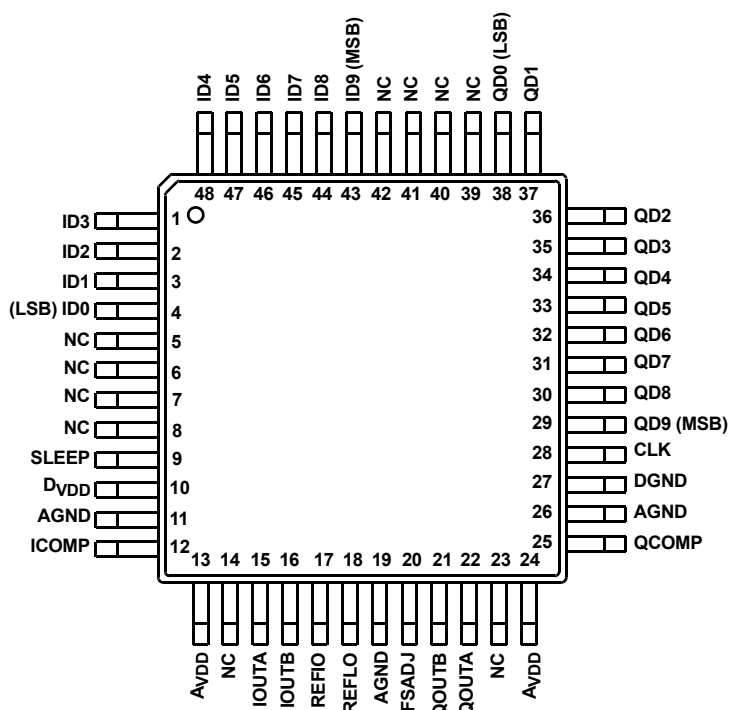 ID4
ID5
ID6
ID7
ID8
ID9 (MSB)
NC
NC
NC
NC
QD0 (LSB)
QD1
48 47 46 45 44 43 42 41 40 39 38 37
ID3 1
ID2 2
ID1 3
(LSB) ID0 4
NC 5
NC 6
NC 7
NC 8
SLEEP 9
DVDD 10
AGND 11
ICOMP 12
36 QD2
35 QD3
34 QD4
33 QD5
32 QD6
31 QD7
30 QD8
29 QD9 (MSB)
28 CLK
27 DGND
26 AGND
25 QCOMP
13 14 15 16 17 18 19 20 21 22 23 24
AVDD
NC
IOUTA
IOUTB
REFIO
REFLO
AGND
FSADJ
QOUTB
QOUTA
NC
AVDD